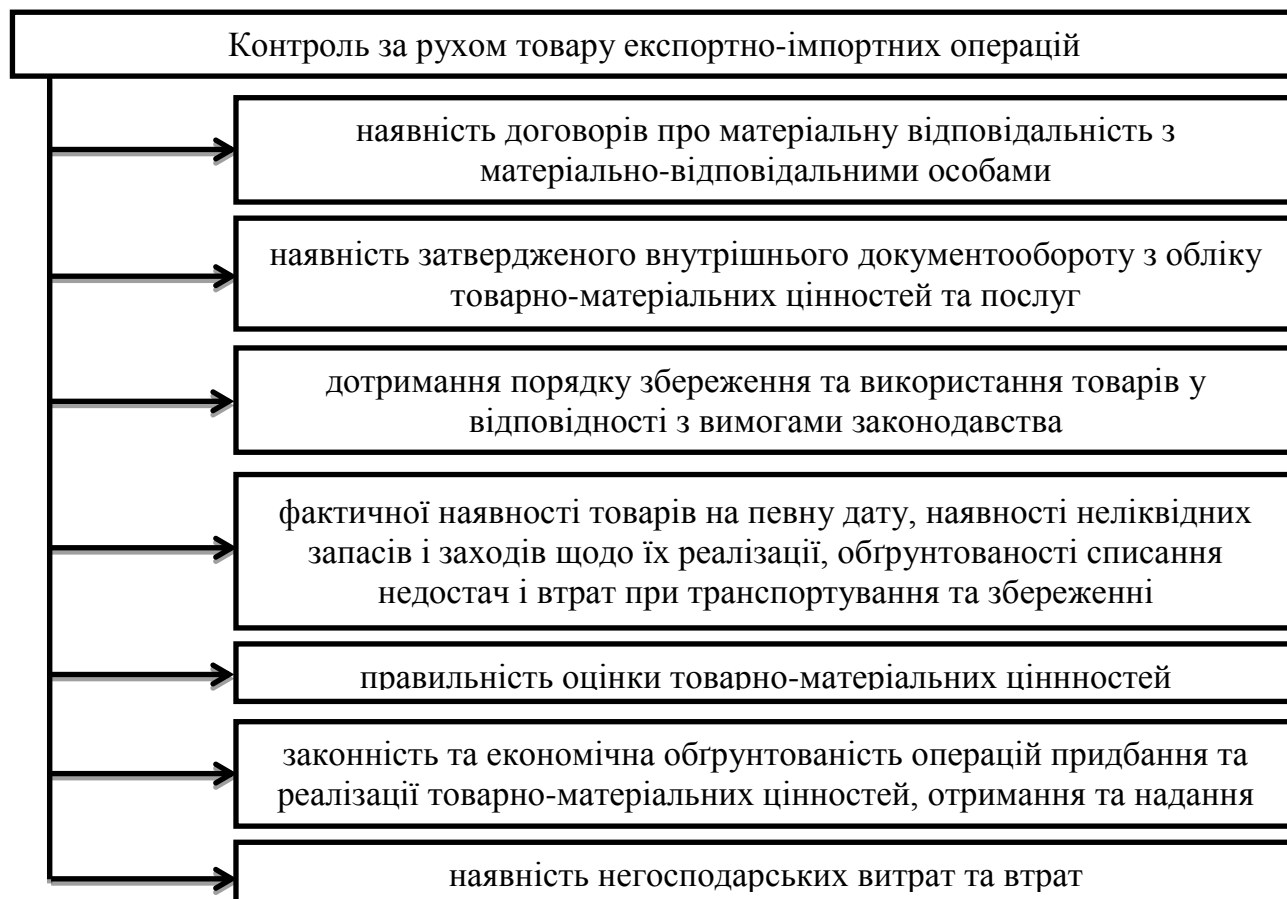 Контроль за рухом товару експортно-імпортних операцій
наявність договорів про матеріальну відповідальність з
матеріально-відповідальними особами
наявність затвердженого внутрішнього документообороту з обліку
товарно-матеріальних цінностей та послуг
дотримання порядку збереження та використання товарів у
відповідності з вимогами законодавства
фактичної наявності товарів на певну дату, наявності неліквідних
запасів і заходів щодо їх реалізації, обґрунтованості списання
недостач і втрат при транспортування та збереженні
правильність оцінки товарно-матеріальних ціннностей
законність та економічна обґрунтованість операцій придбання та
реалізації товарно-матеріальних цінностей, отримання та надання
наявність негосподарських витрат та втрат